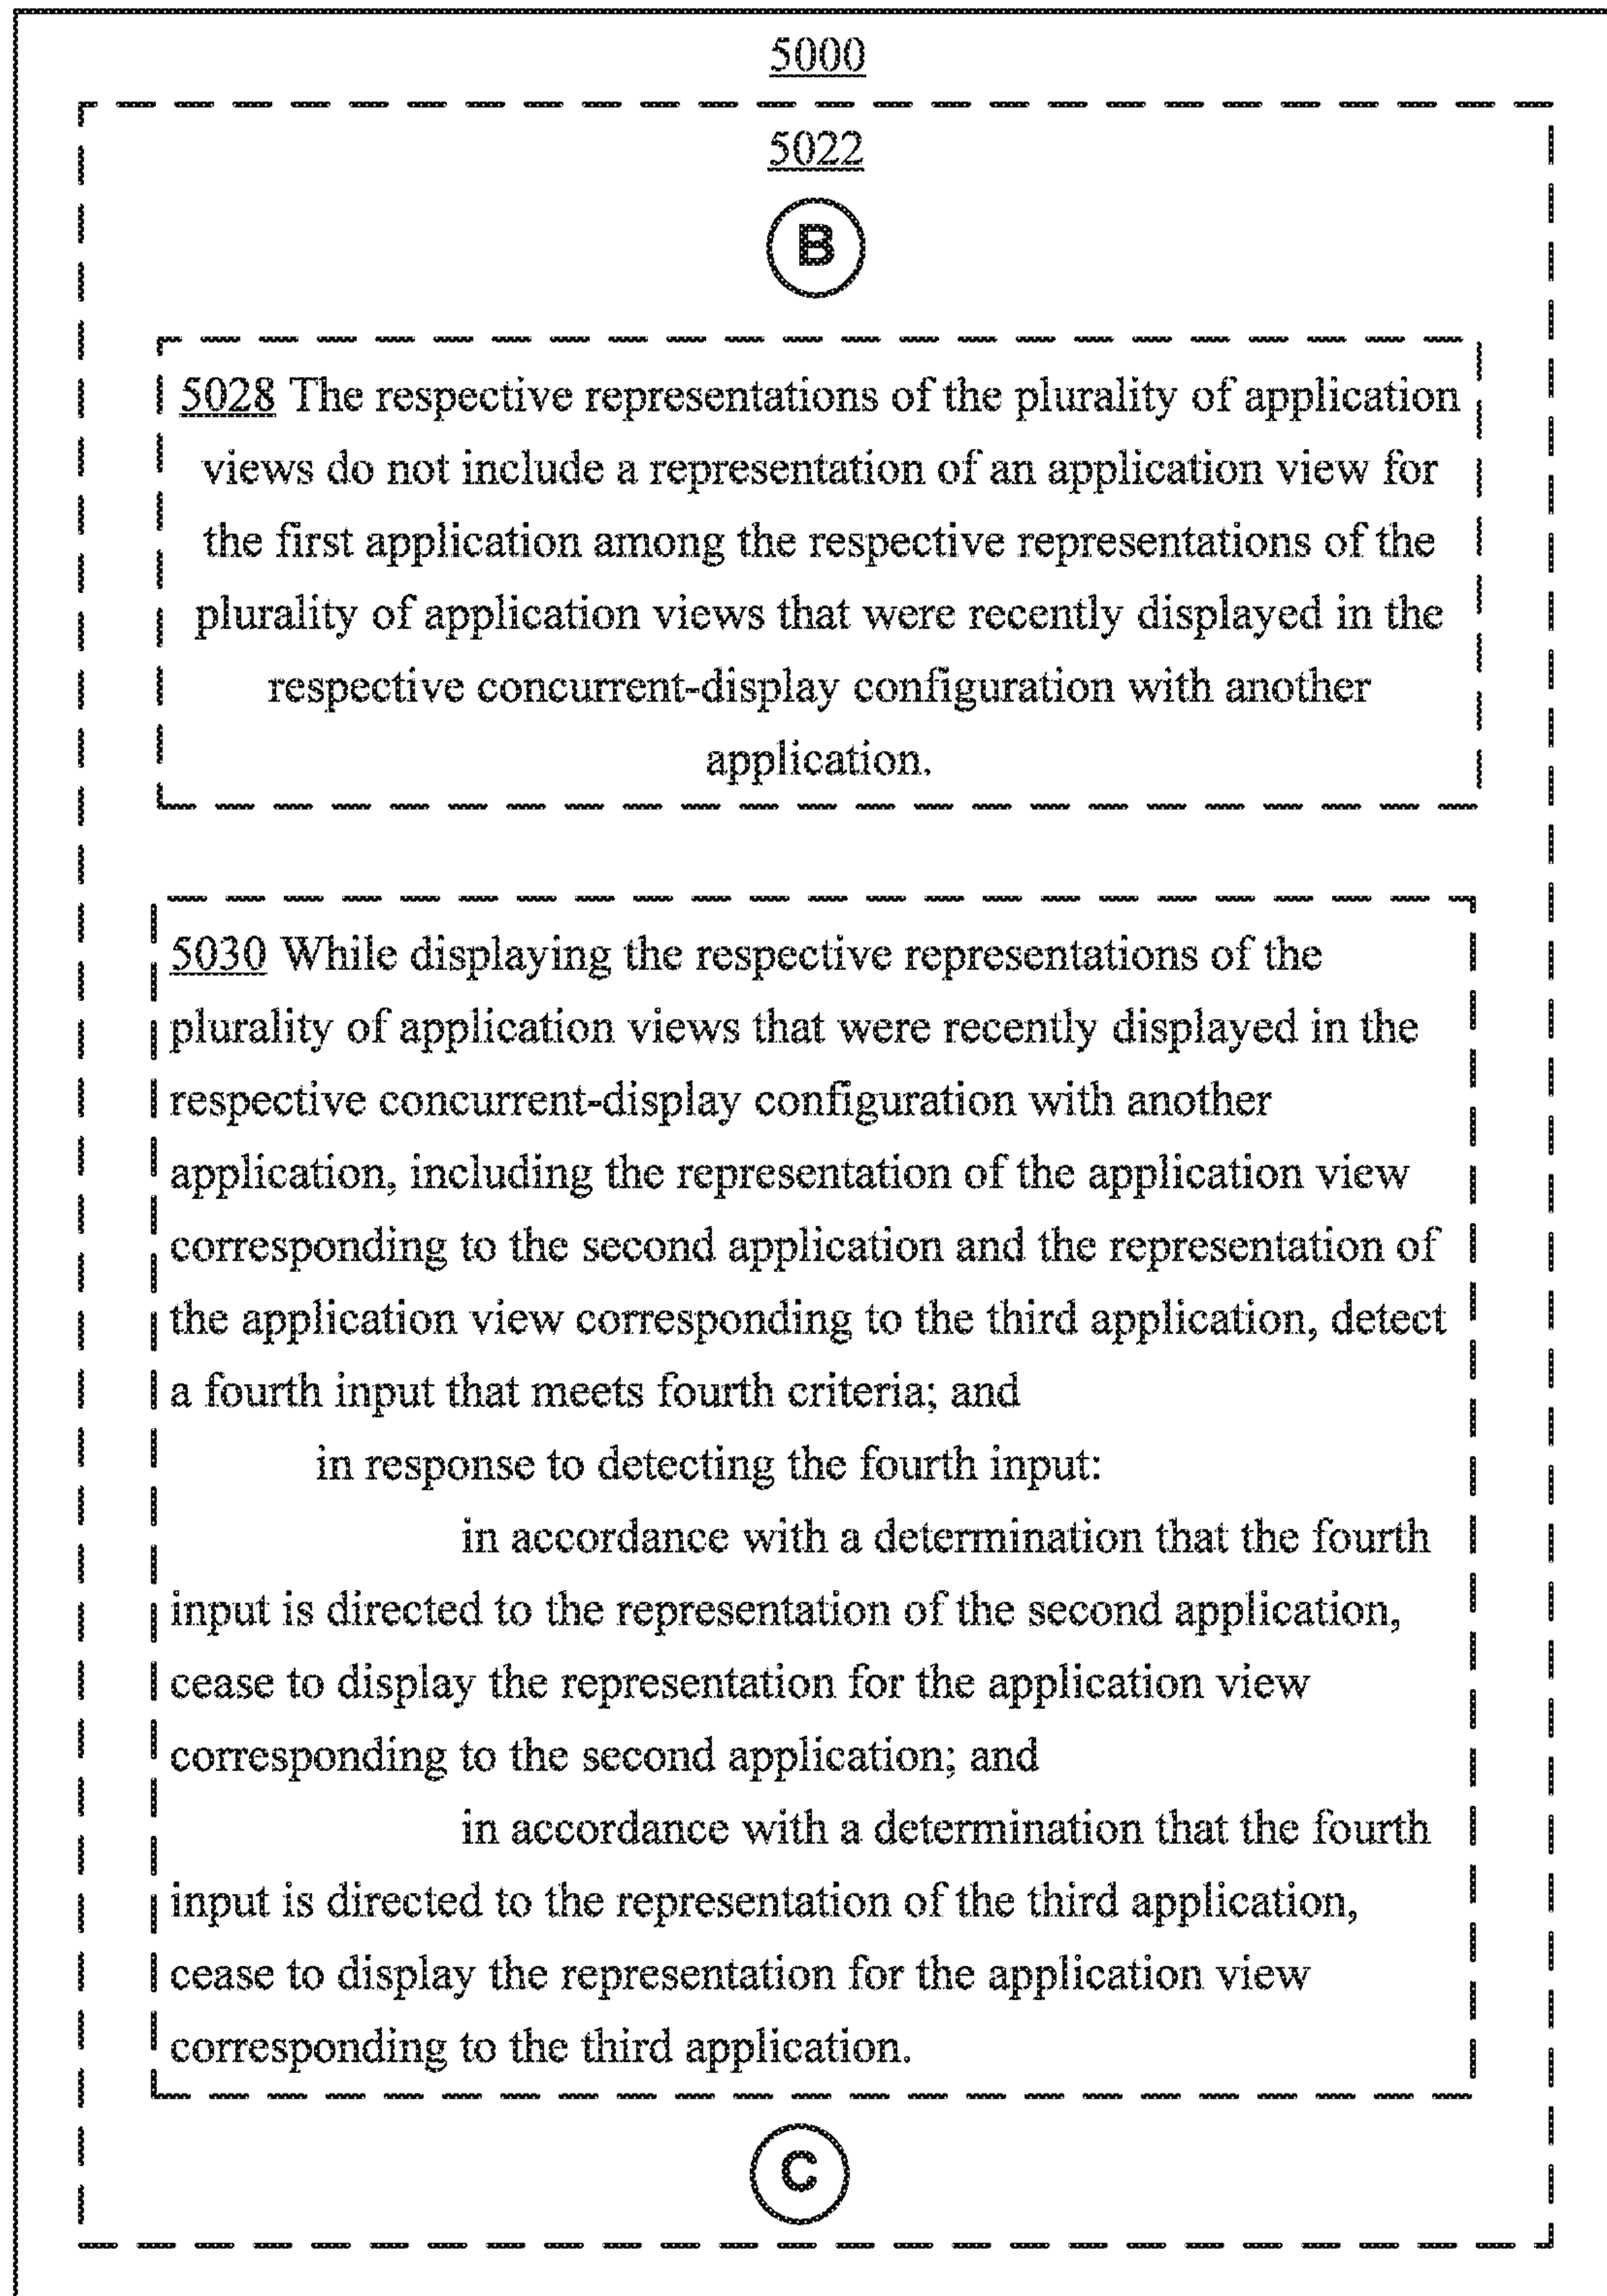 5000
5022
B
5028 The respective representations of the plurality of application
views do not include a representation of an application view for
the first application among the respective representations of the
plurality of application views that were recently displayed in the
respective concurrent-display configuration with another
application.
5030 While displaying the respective representations of the
plurality of application views that were recently displayed in the
respective concurrent-display configuration with another
application, including the representation of the application view
corresponding to the second application and the representation of
the application view corresponding to the third application, detect
a fourth input that meets fourth criteria; and
in response to detecting the fourth input:
in accordance with a determination that the fourth
input is directed to the representation of the second application,
cease to display the representation for the application view
corresponding to the second application; and
in accordance with a determination that the fourth
input is directed to the representation of the third application,
cease to display the representation for the application view
corresponding to the third application.
C